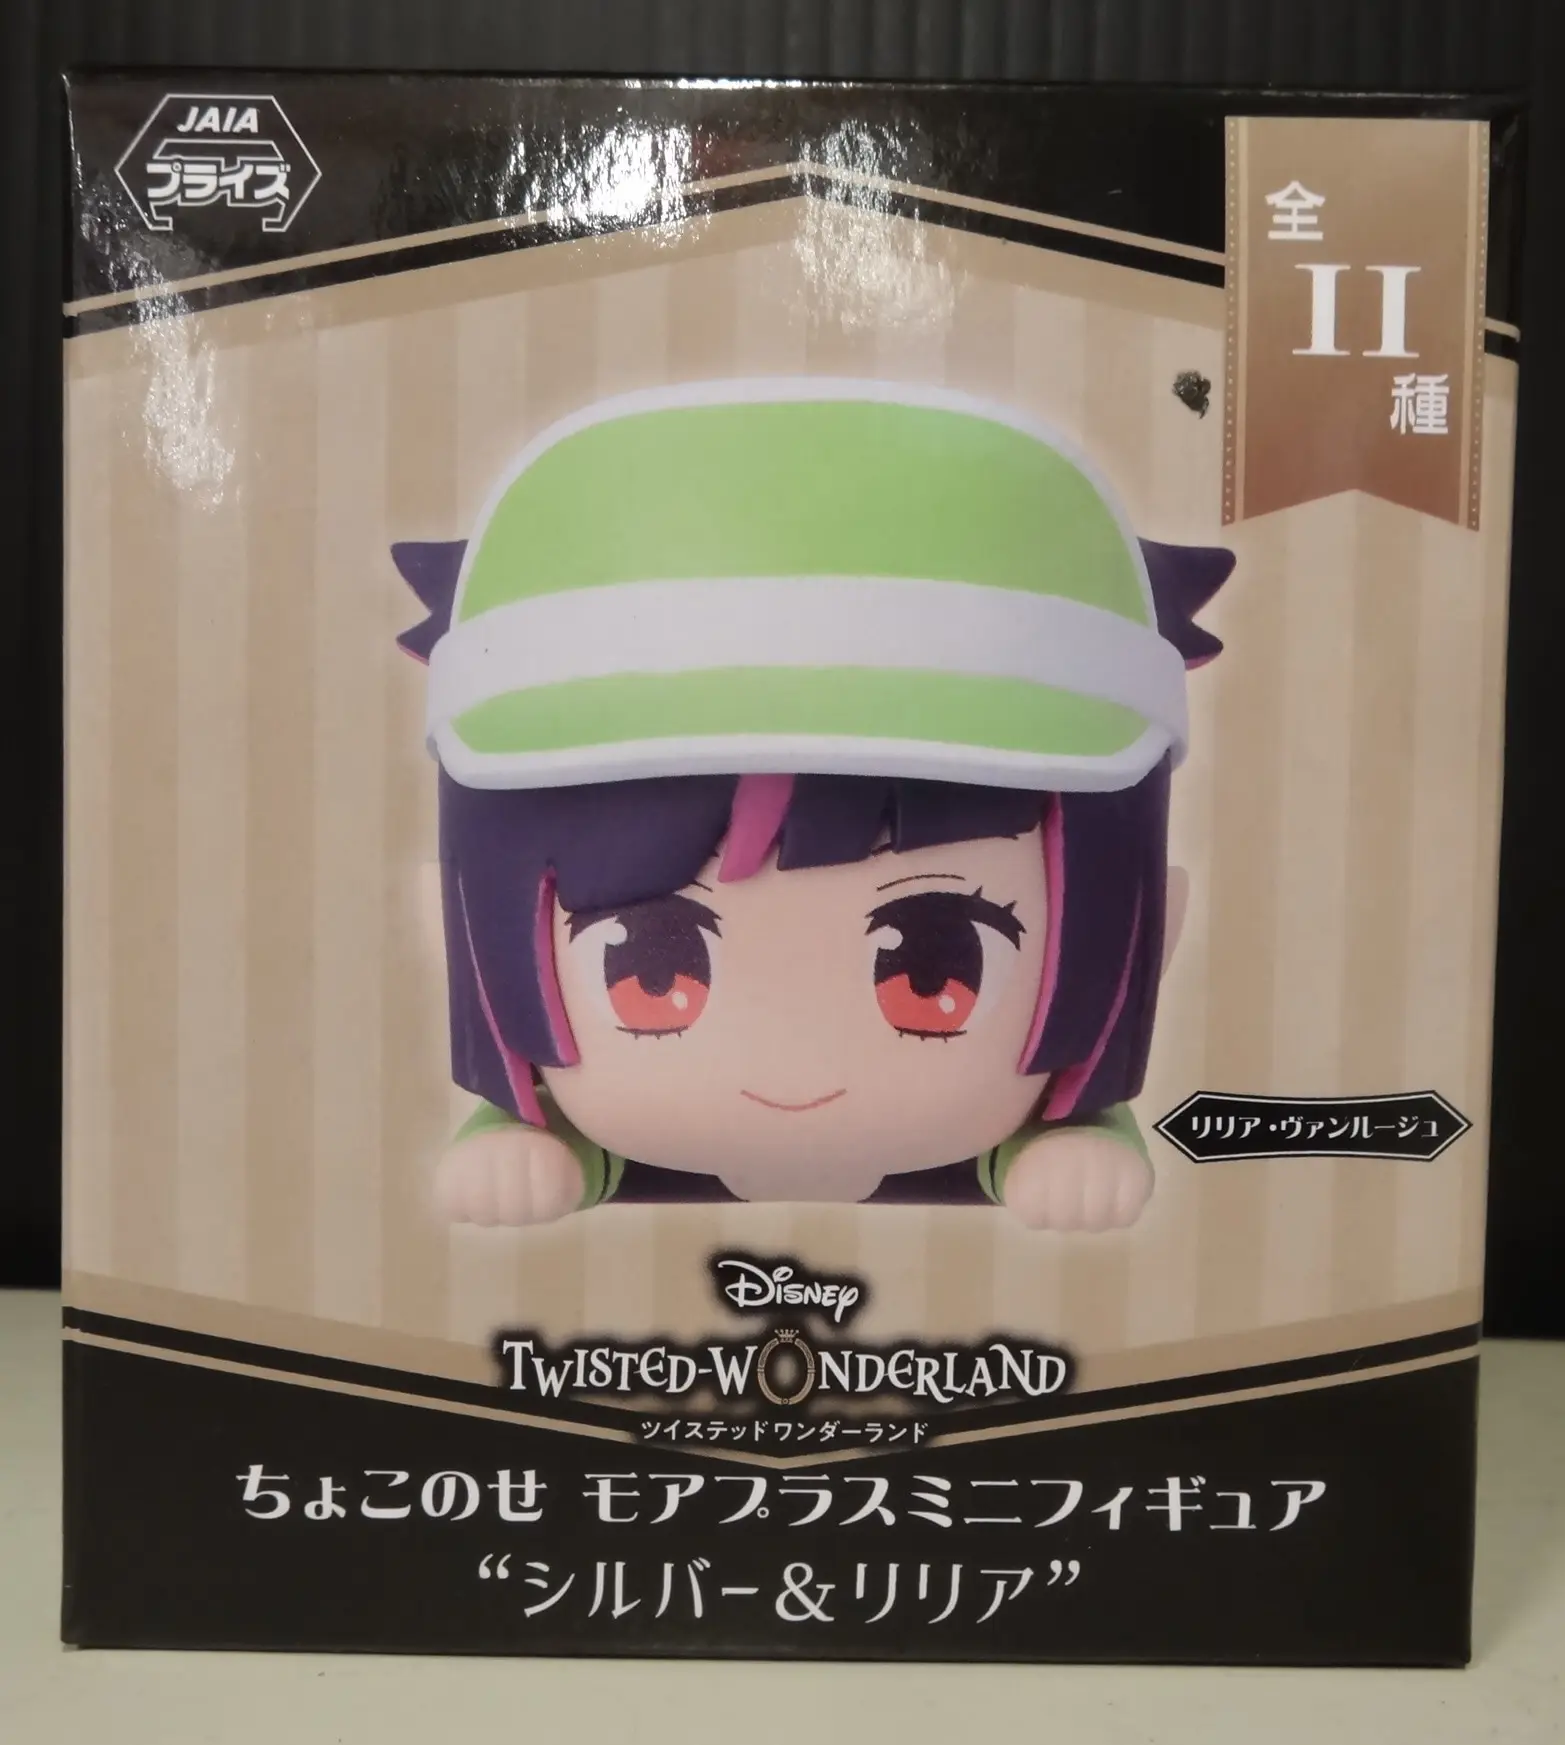 JAIA
プライズ
全
11
種
リリア・ヴァンルージュ
Disney
TWISTED-WONDERLAND
ツイステッドワンダーランド
ちょこのせ モアプラスミニフィギュア
“シルバー&リリア”